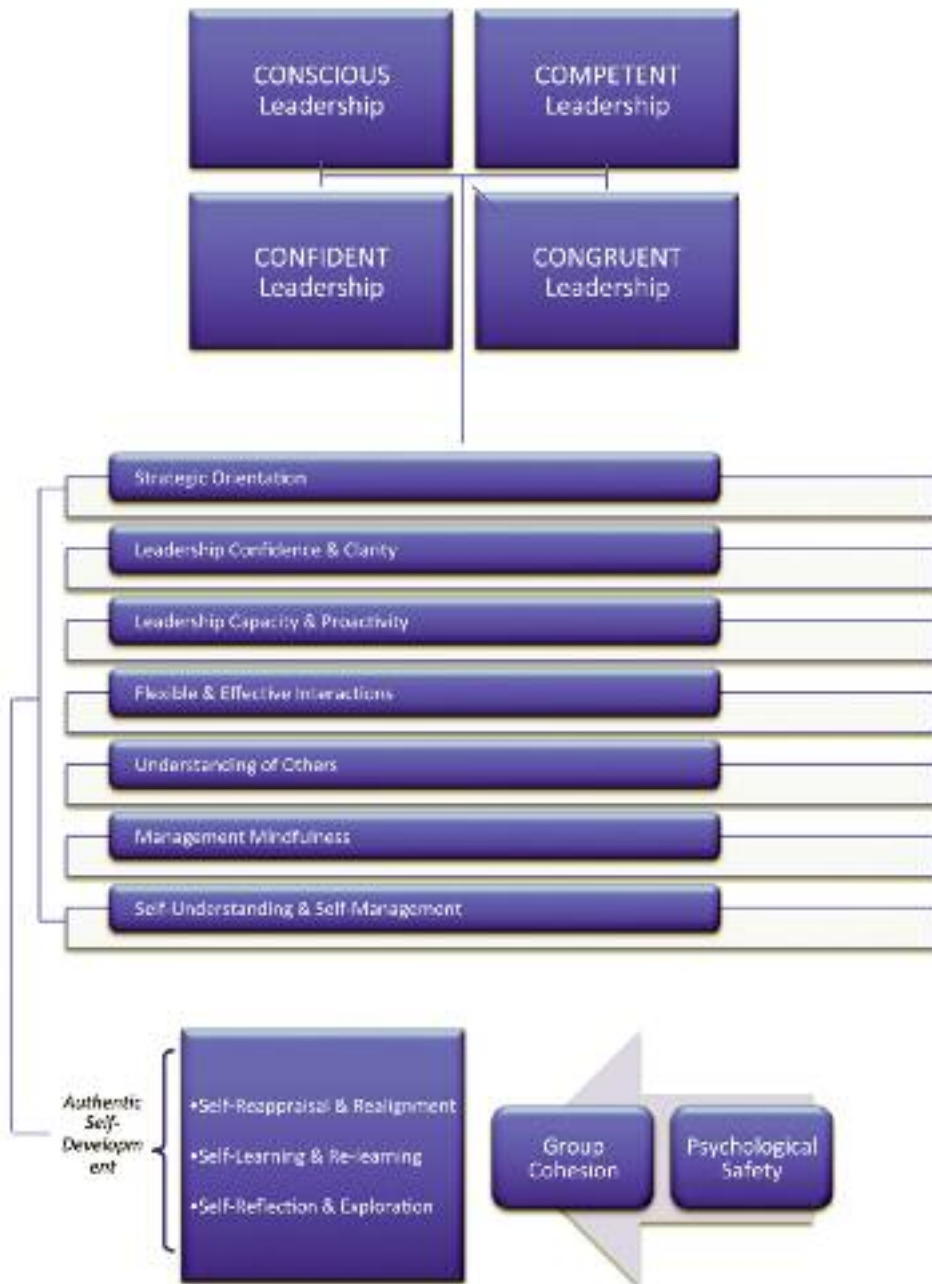 CONSCIOUS
Leadership
COMPETENT
Leadership
CONFIDENT
Leadership
CONGRUENT
Leadership
Strategic Orientation
Leadership Confidence & Clarity
Leadership Capacity & Proactivity
Flexible & Effective Interactions
Understanding of Others
Management Mindfulness
Self-Understanding & Self-Management
Authentic
Self-
Developm
ent
•Self-Reappraisal & Realignment
•Self-Learning & Re-learning
•Self-Reflection & Exploration
Group
Cohesion
Psychological
Safety